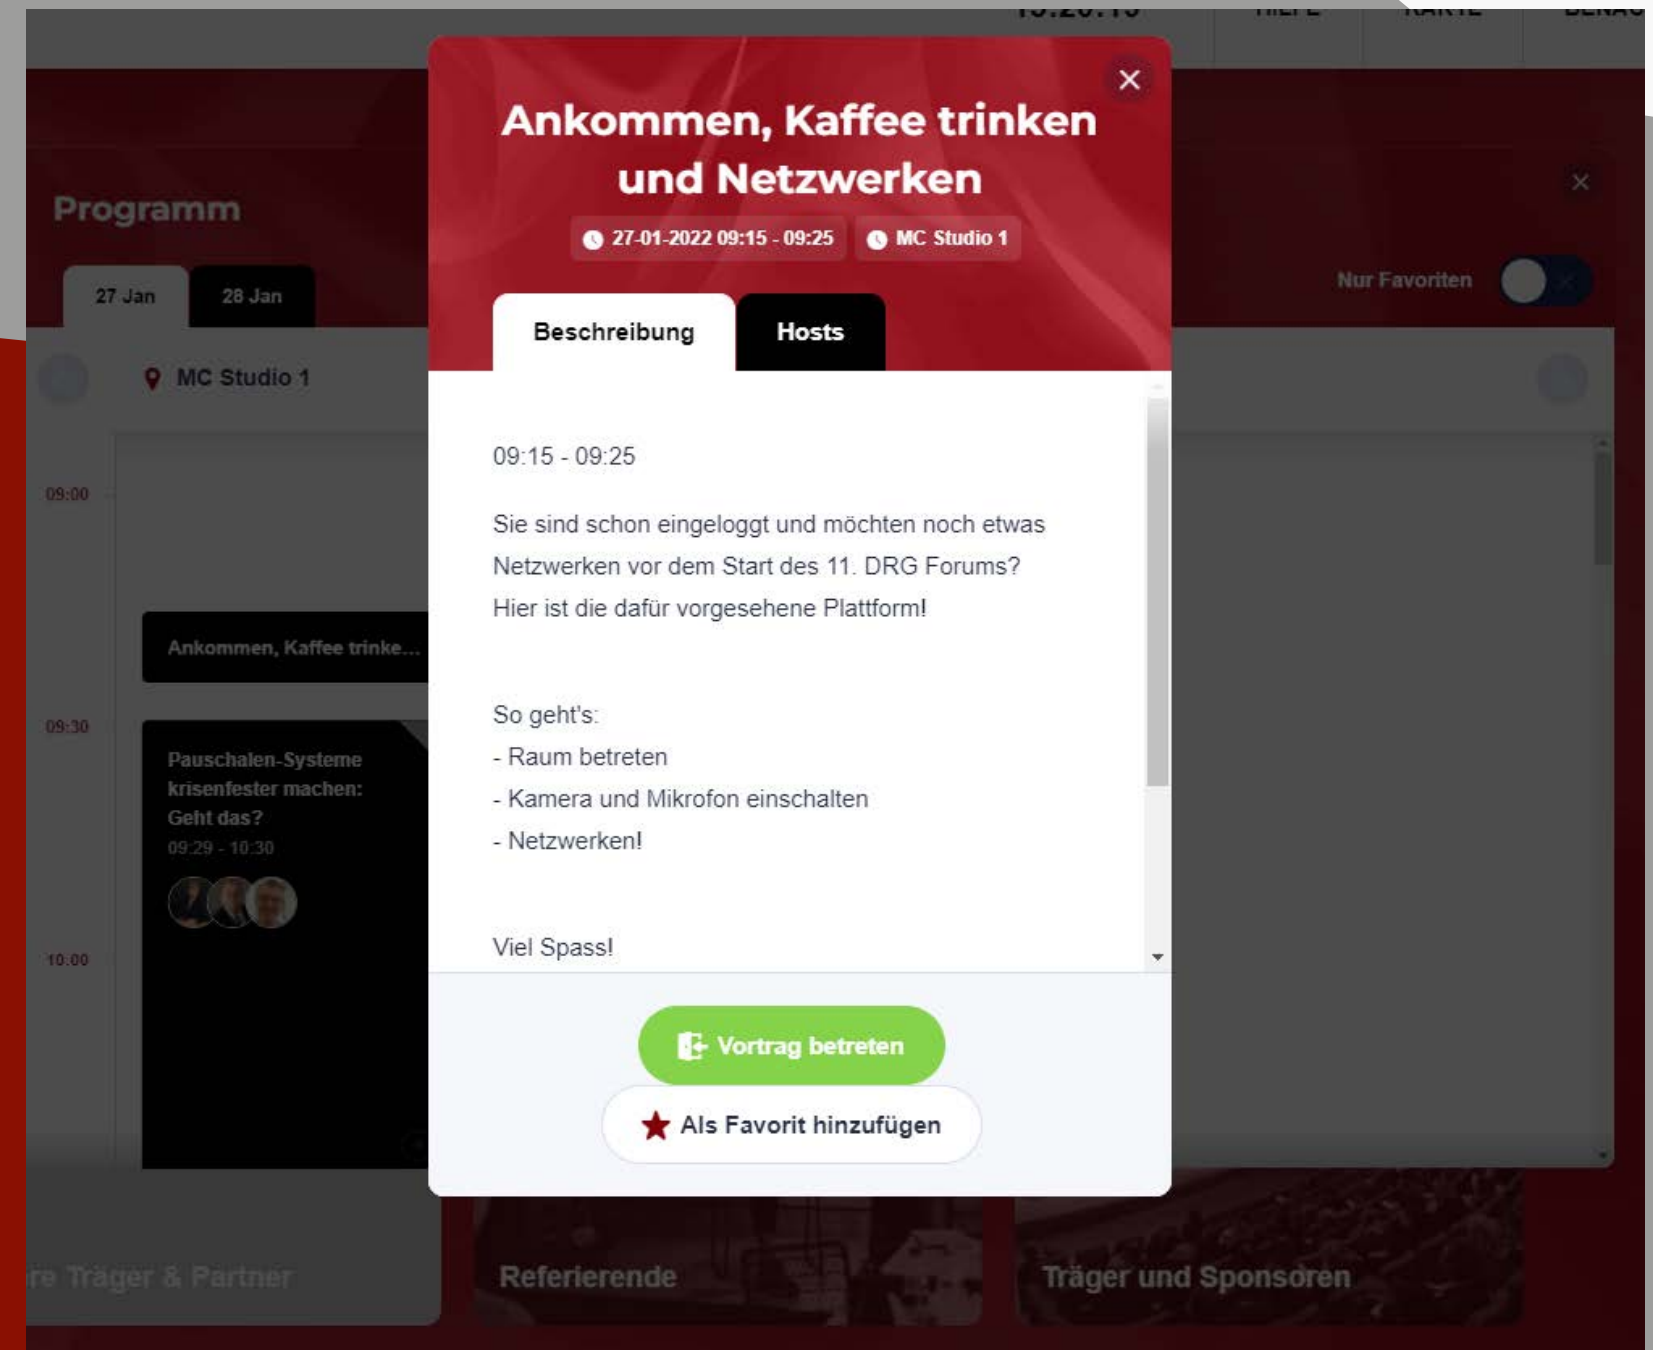 Ankommen, Kaffee trinken
und Netzwerken
27-01-2022 09:15 - 09:25
MC Studio 1
Beschreibung
Hosts
09:15 - 09:25
Sie sind schon eingeloggt und möchten noch etwas
Netzwerken vor dem Start des 11. DRG Forums?
Hier ist die dafür vorgesehene Plattform!
So geht's:
- Raum betreten
- Kamera und Mikrofon einschalten
- Netzwerken!
Viel Spass!
Vortrag betreten
Als Favorit hinzufügen
Programm
27 Jan
28 Jan
Nur Favoriten
MC Studio 1
09:00
Ankommen, Kaffee trinke...
09:30
Pauschalen-Systeme
krisenfester machen:
Geht das?
09:29 - 10:30
10:00
re Träger & Partner
Referierende
Träger und Sponsoren